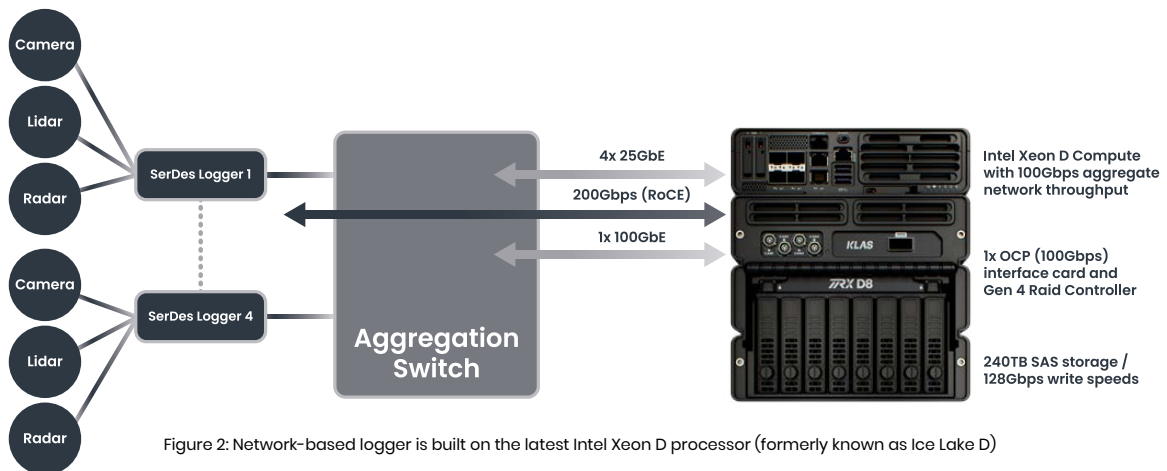 Camera
Lidar
Radar
SerDes Logger 1
Camera
Lidar
Radar
SerDes Logger 4
Aggregation
Switch
4x 25GbE
200Gbps (RoCE)
1x 100GbE
KLAS
TRX D8
Intel Xeon D Compute
with 100Gbps aggregate
network throughput
1x OCP (100Gbps)
interface card and
Gen 4 Raid Controller
240TB SAS storage /
128Gbps write speeds
Figure 2: Network-based logger is built on the latest Intel Xeon D processor (formerly known as Ice Lake D)